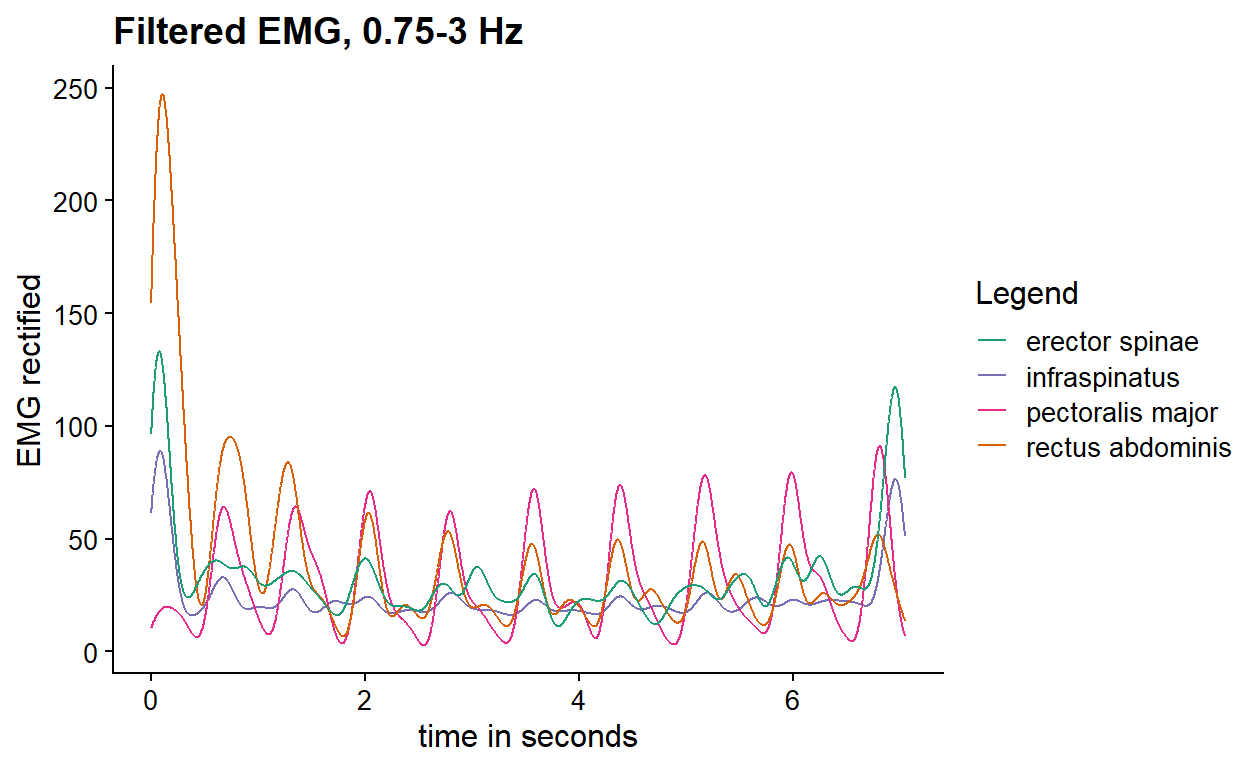 Filtered EMG, 0.75-3 Hz
250
200
150
100
50
0
EMG rectified
0 2 4 6
time in seconds
Legend
erector spinae
infraspinatus
pectoralis major
rectus abdominis